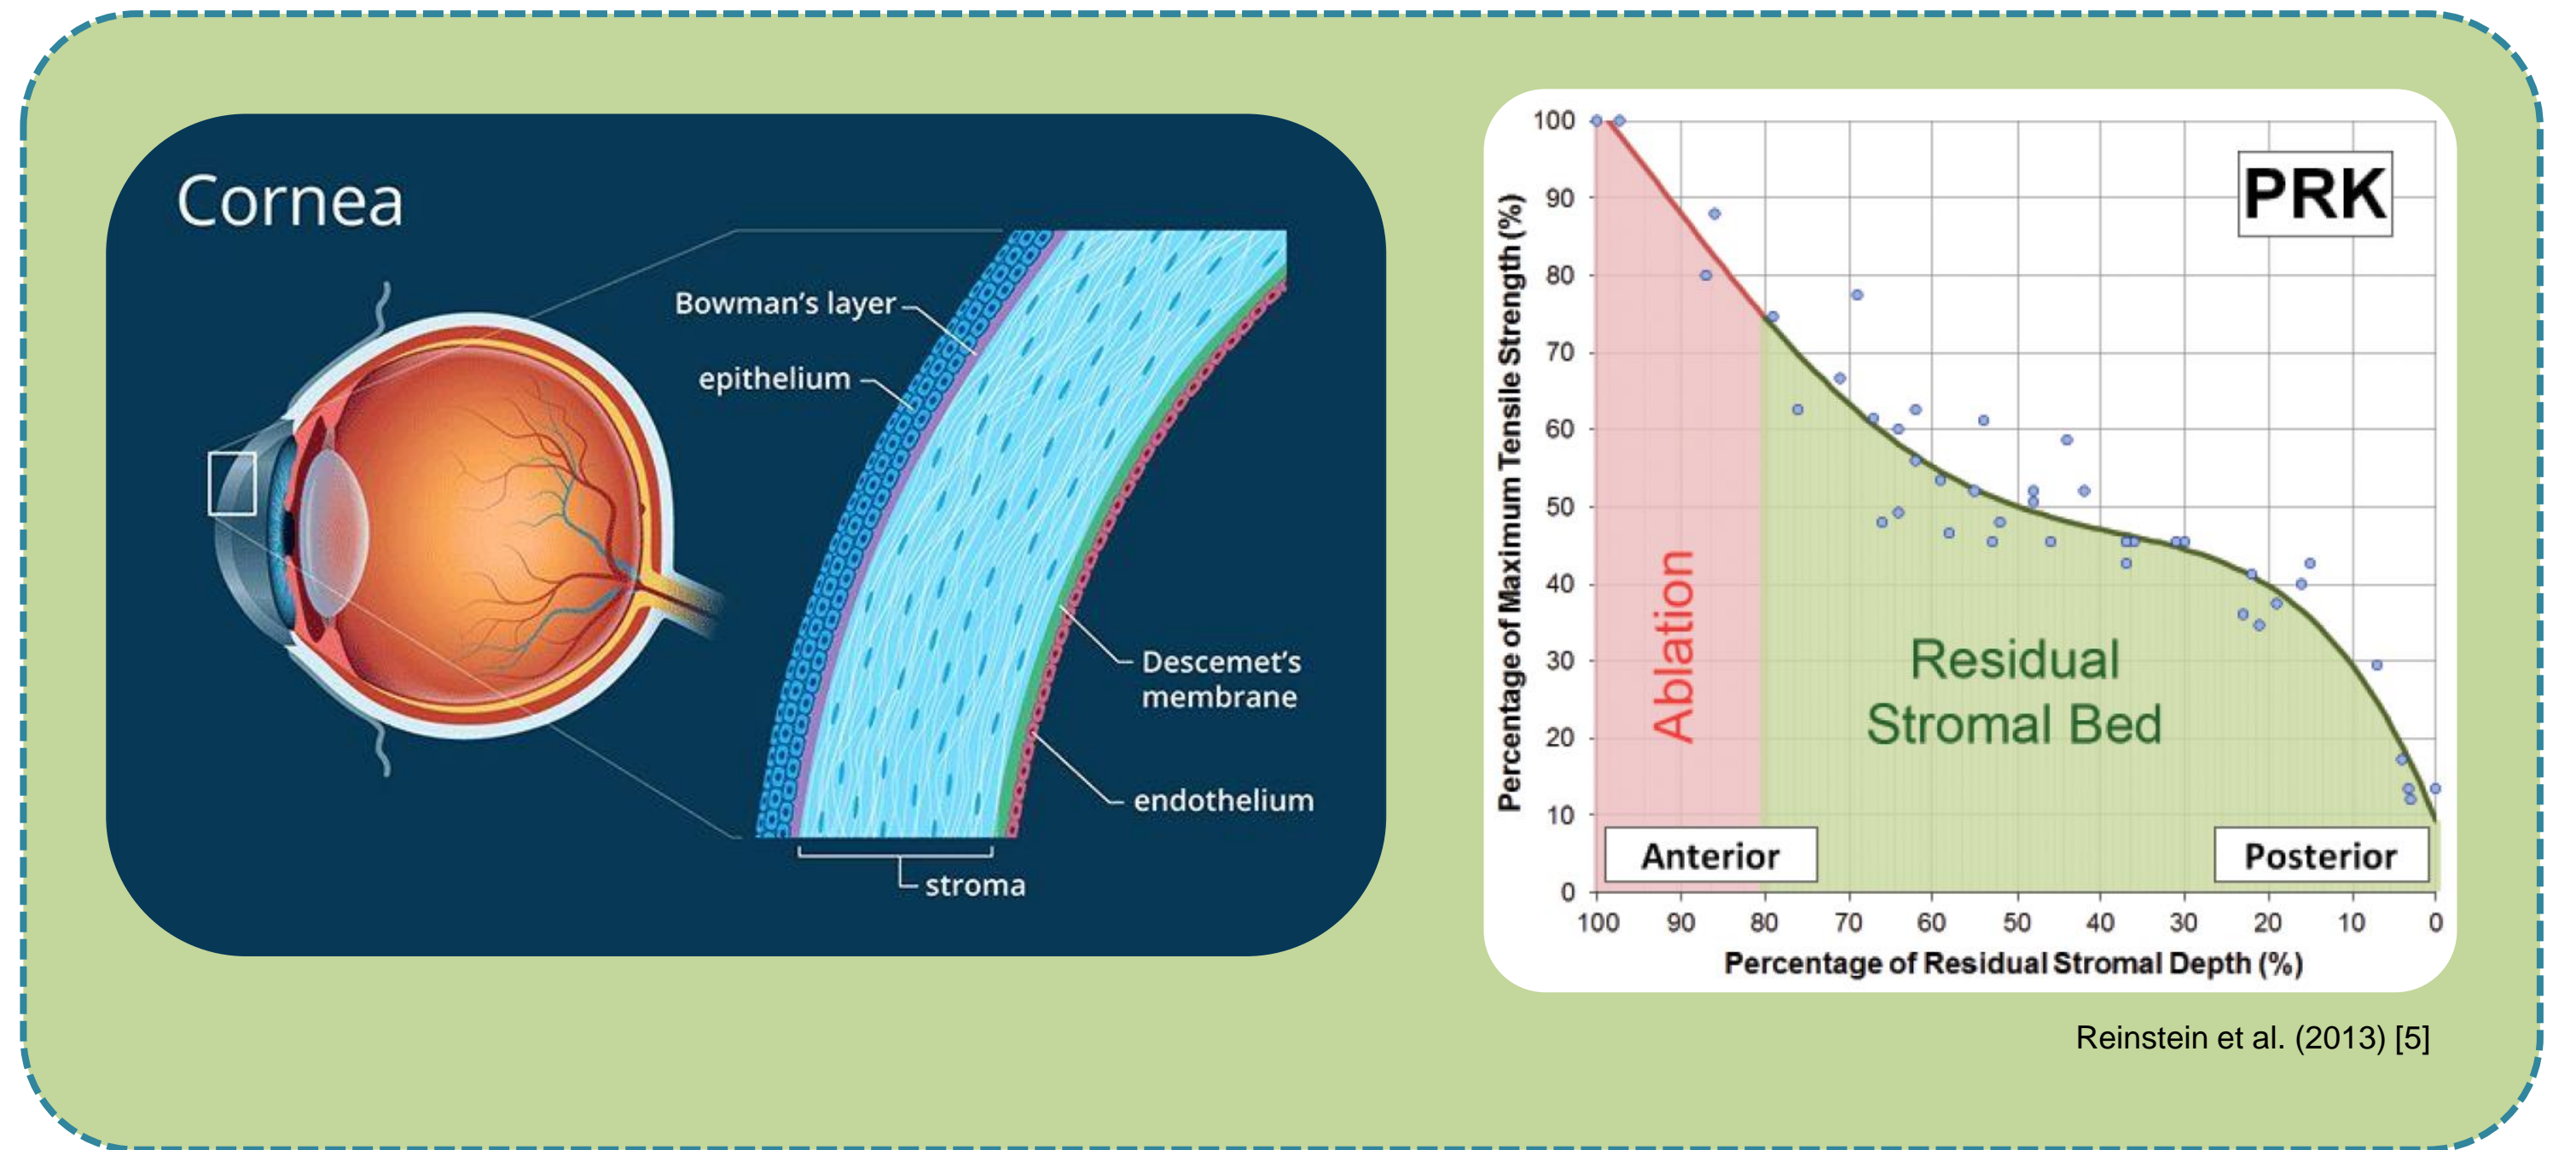 Cornea
Bowman's layer
epithelium
Descemet's
membrane
endothelium
stroma
PRK
Percentage of Maximum Tensile Strength (%)
100
90
80
70
60
50
40
30
20
10
0
Ablation
Residual
Stromal Bed
Anterior
Posterior
100 90 80 70 60 50 40 30 20 10 0
Percentage of Residual Stromal Depth (%)
Reinstein et al. (2013) [5]